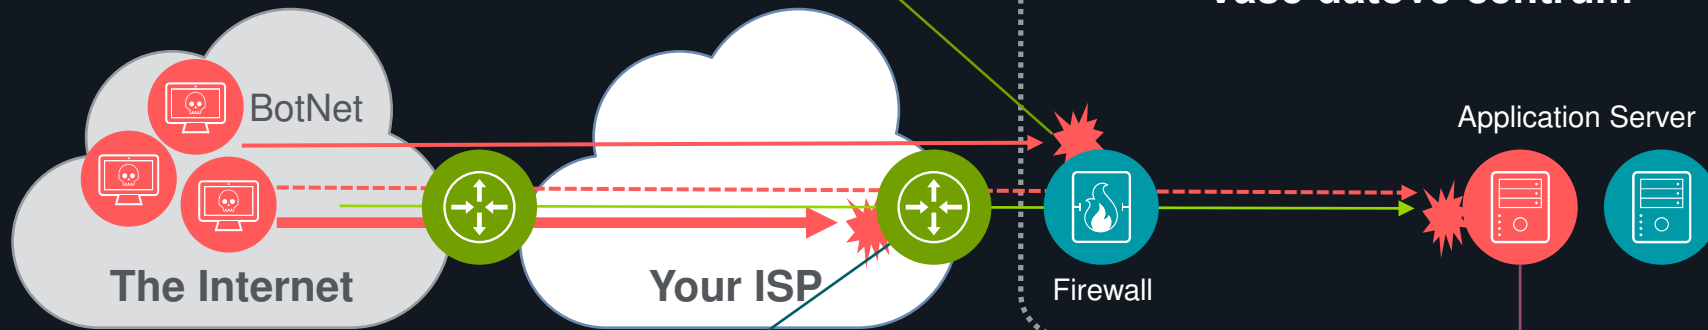 BotNet
Application Server
The Internet
Your ISP
Firewall